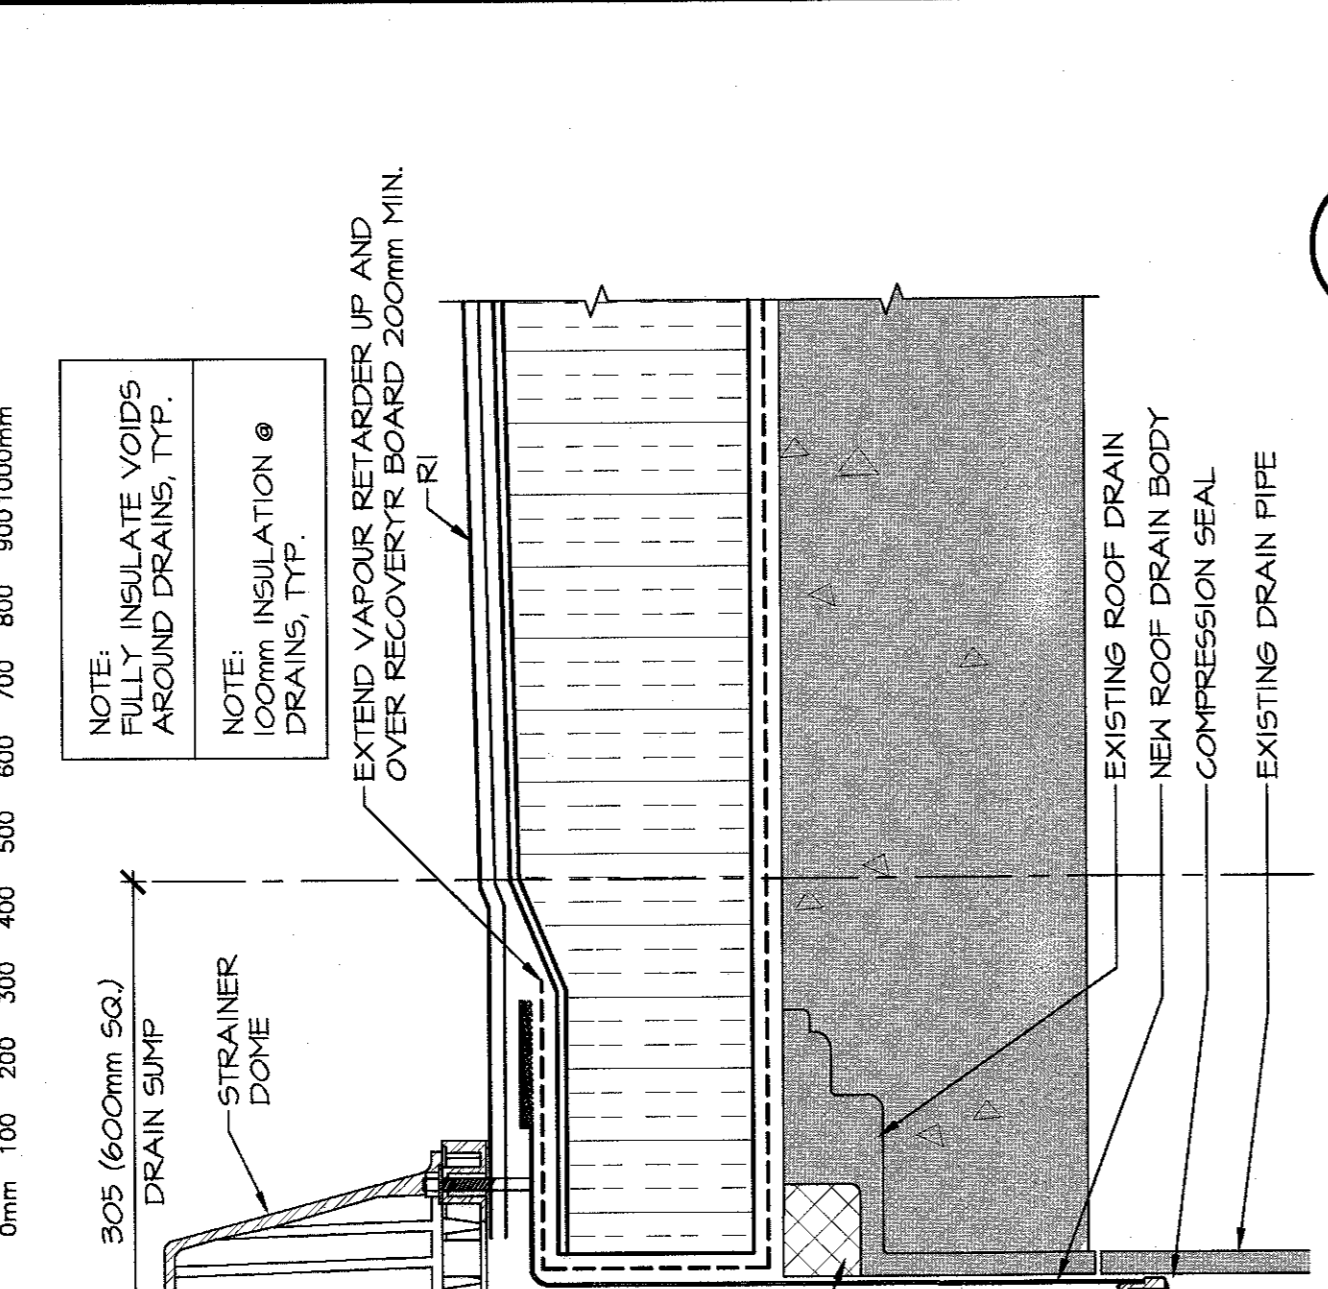 0mm 100 200 300 400 500 600 700 800 900 1000mm
NOTE:
FULLY INSULATE VOIDS
AROUND DRAINS, TYP.
NOTE:
100mm INSULATION @
DRAINS, TYP.
305 (600mm SQ.)
DRAIN SUMP
STRAINER
DOME
EXTEND VAPOUR RETARDER UP AND
OVER RECOVERYR BOARD 200mm MIN.
R1
EXISTING ROOF DRAIN
NEW ROOF DRAIN BODY
COMPRESSION SEAL
EXISTING DRAIN PIPE